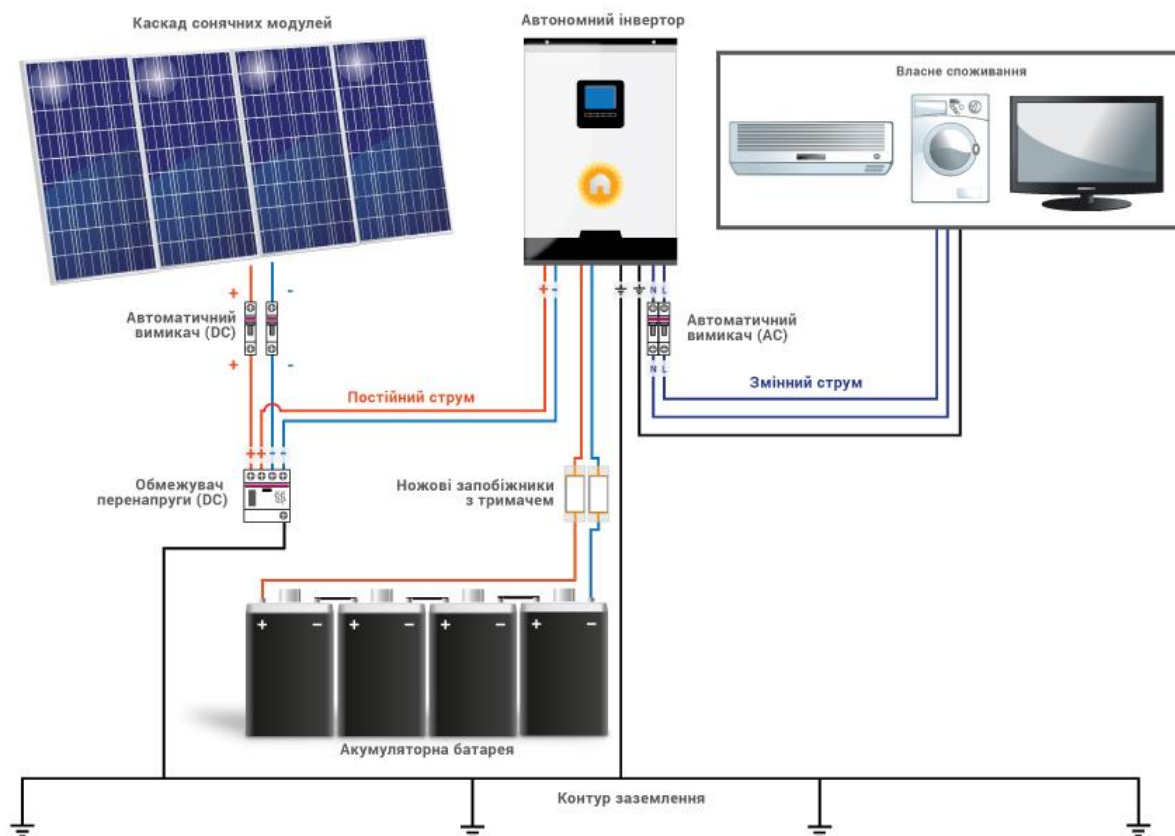 Каскад сонячних модулей
Автономний інвертор
Власне споживання
+ -
Автоматичний
вимикач (DC)
+ -
+ -
N L
Автоматичний
вимикач (AC)
N L
Постійний струм
Змінний струм
+ + - -
Обмежувач
перенапруги (DC)
Ножові запобіжники
з тримачем
+ - + - + - + -
Акумуляторна батарея
Контур заземлення